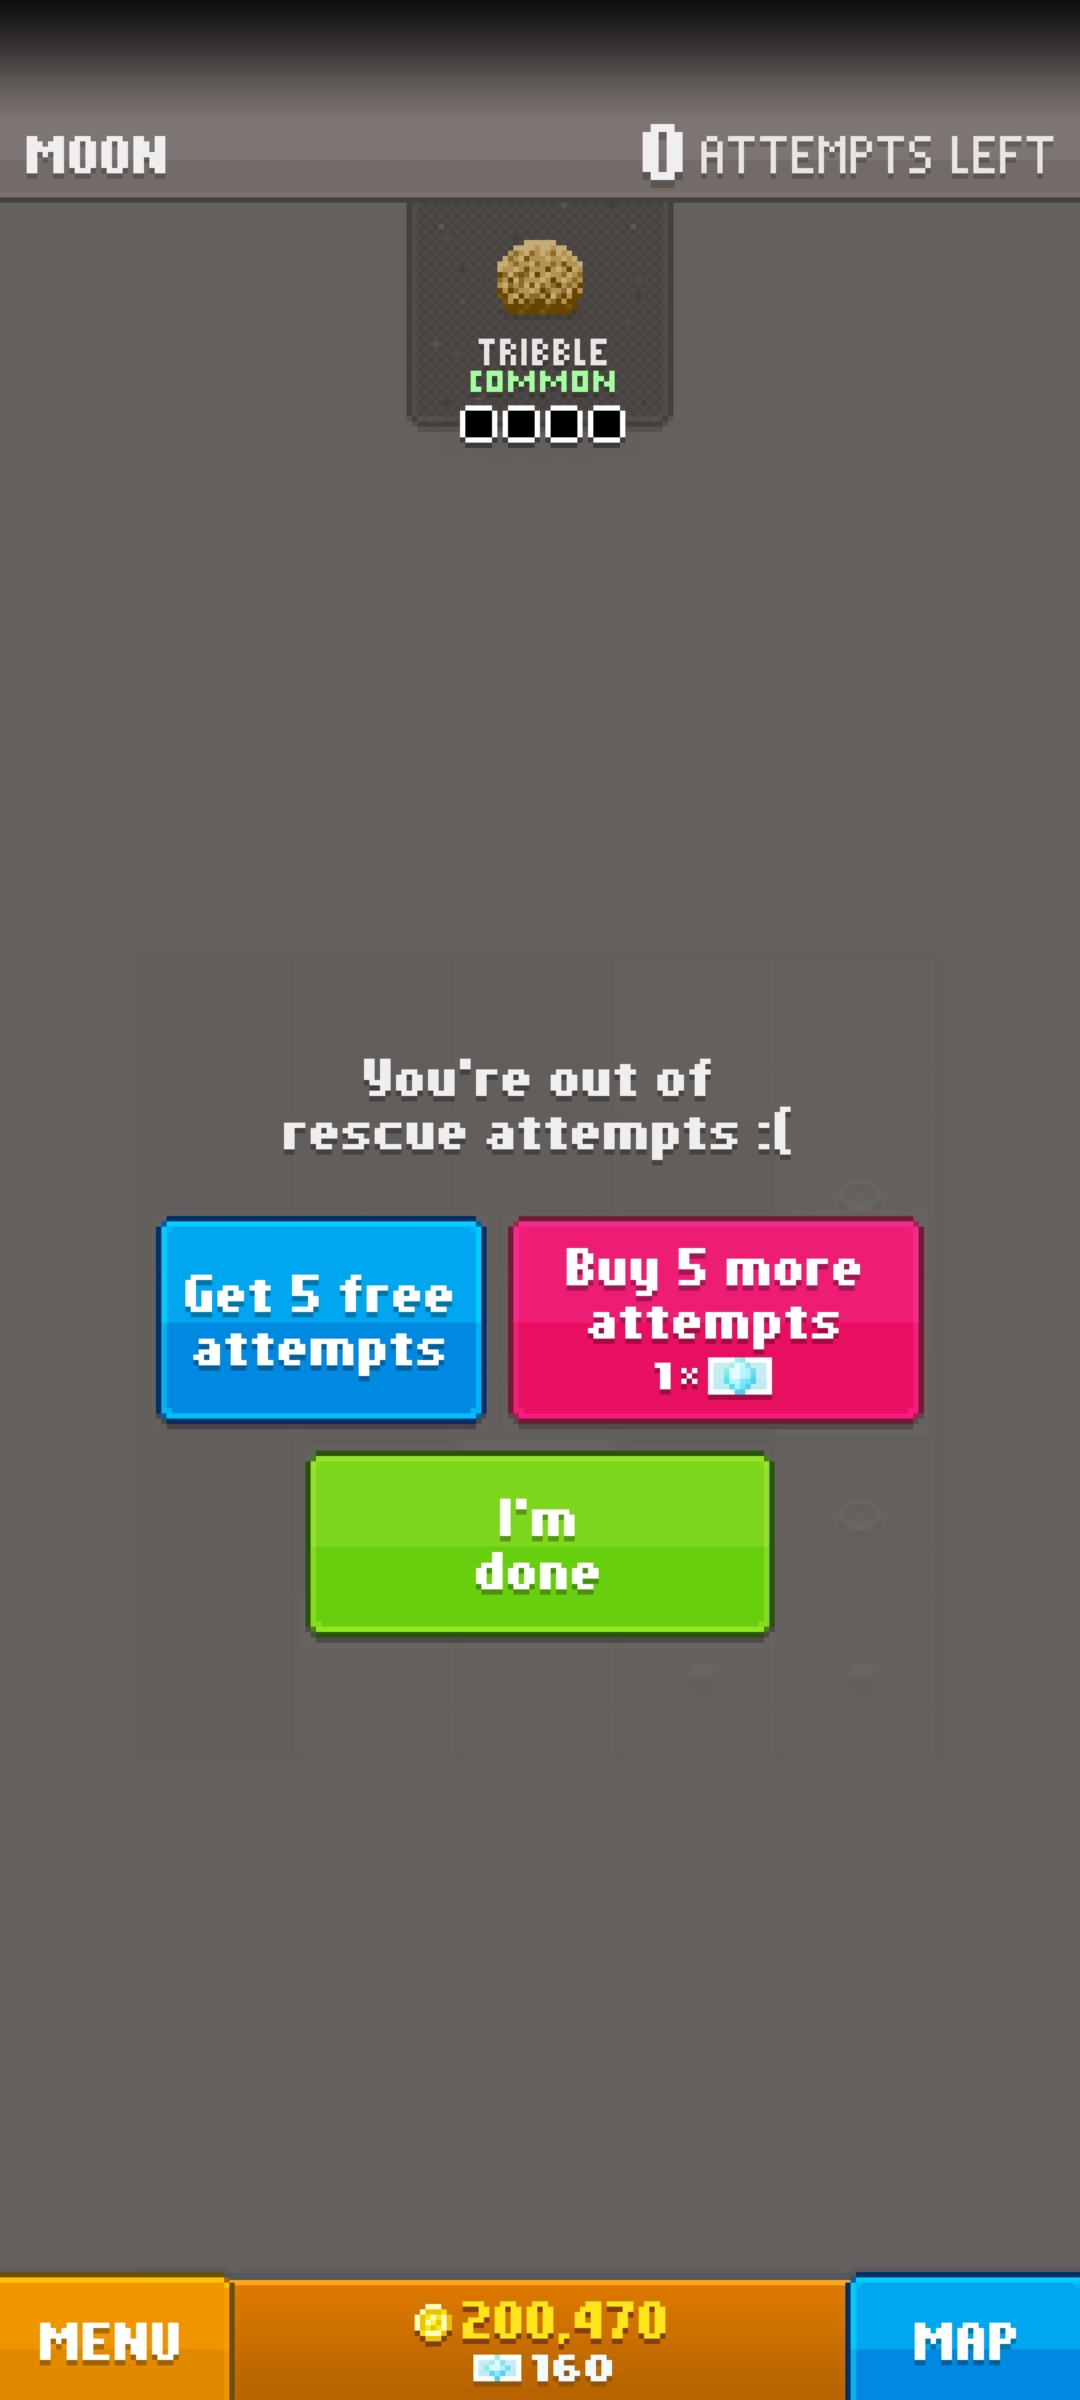 MOON
0 ATTEMPTS LEFT
TRIBBLE
COMMON
You're out of
rescue attempts :(
Get 5 free
attempts
Buy 5 more
attempts
1×
I'm
done
MENU
200,470
160
MAP